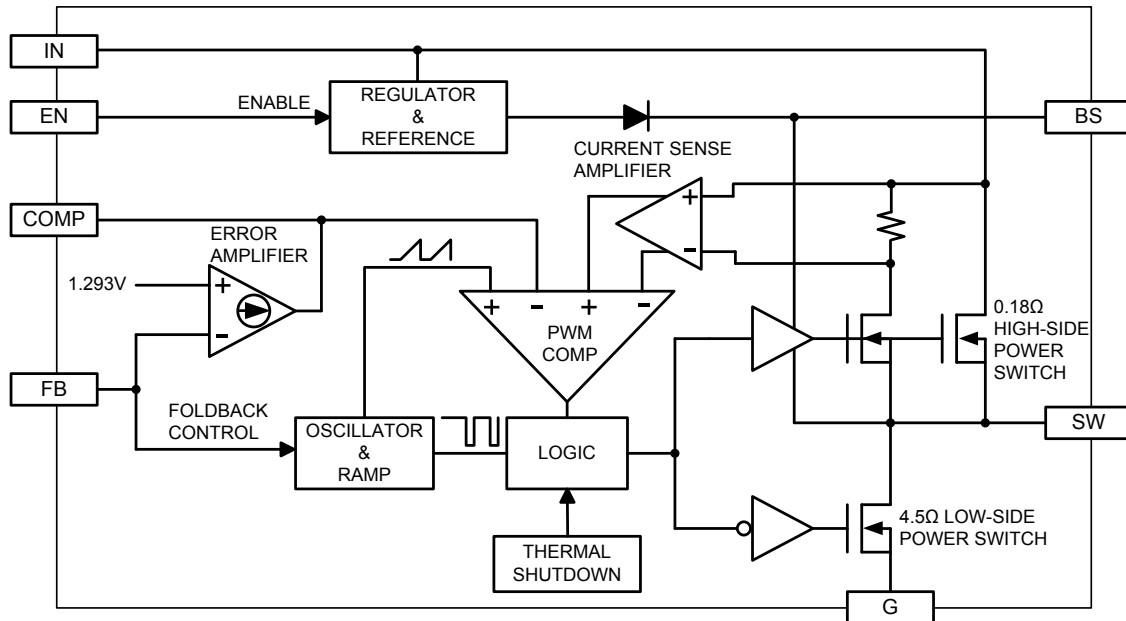 IN
EN
ENABLE
REGULATOR
&
REFERENCE
BS
CURRENT SENSE
AMPLIFIER
COMP
ERROR
AMPLIFIER
1.293V
+
-
+
-
+
-
+
-
PWM
COMP
0.18Ω
HIGH-SIDE
POWER
SWITCH
FB
FOLDBACK
CONTROL
OSCILLATOR
&
RAMP
LOGIC
SW
THERMAL
SHUTDOWN
4.5Ω LOW-SIDE
POWER SWITCH
G